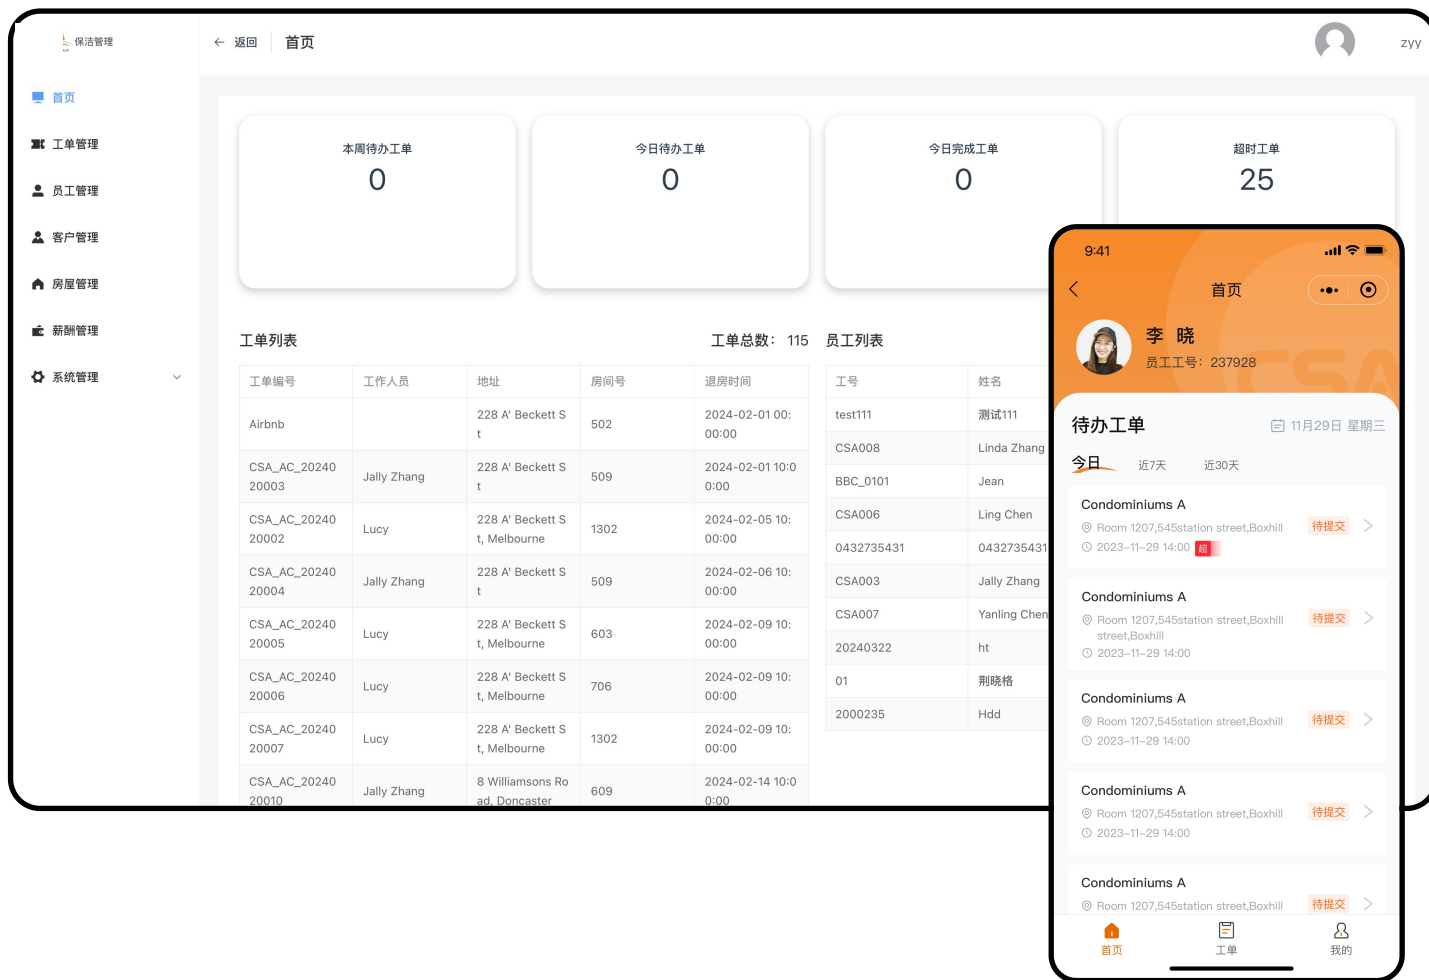 保洁管理
← 返回 首页
zyy
首页
工单管理
员工管理
客户管理
房屋管理
薪酬管理
系统管理
本周待办工单
0
今日待办工单
0
今日完成工单
0
超时工单
25
工单列表
工单总数： 115
工单编号 工作人员 地址 房间号 退房时间
Airbnb 228 A' Beckett S 502 2024-02-01 00:
t 00:00
CSA_AC_20240 Jally Zhang 228 A' Beckett S 509 2024-02-01 10:0
20003 t 0:00
CSA_AC_20240 Lucy 228 A' Beckett S 1302 2024-02-05 10:
20002 t, Melbourne 00:00
CSA_AC_20240 Jally Zhang 228 A' Beckett S 509 2024-02-06 10:
20004 t 00:00
CSA_AC_20240 Lucy 228 A' Beckett S 603 2024-02-09 10:
20005 t, Melbourne 00:00
CSA_AC_20240 Lucy 228 A' Beckett S 706 2024-02-09 10:
20006 t, Melbourne 00:00
CSA_AC_20240 Lucy 228 A' Beckett S 1302 2024-02-09 10:
20007 t, Melbourne 00:00
CSA_AC_20240 Jally Zhang 8 Williamsons Ro 609 2024-02-14 10:0
20010 ad, Doncaster 0:00
员工列表
工号 姓名
test111 测试111
CSA008 Linda Zhang
BBC_0101 Jean
CSA006 Ling Chen
0432735431 0432735431
CSA003 Jally Zhang
CSA007 Yanling Chen
20240322 ht
01 荆晓格
2000235 Hdd
9:41
首页
李 晓
员工工号：237928
CSA
待办工单
11月29日 星期三
今日 近7天 近30天
Condominiums A
Room 1207,545station street,Boxhill
待提交
2023-11-29 14:00 超
Condominiums A
Room 1207,545station street,Boxhill
street,Boxhill
待提交
2023-11-29 14:00
Condominiums A
Room 1207,545station street,Boxhill
待提交
2023-11-29 14:00
Condominiums A
Room 1207,545station street,Boxhill
待提交
2023-11-29 14:00
Condominiums A
Room 1207,545station street,Boxhill
待提交
首页 工单 我的